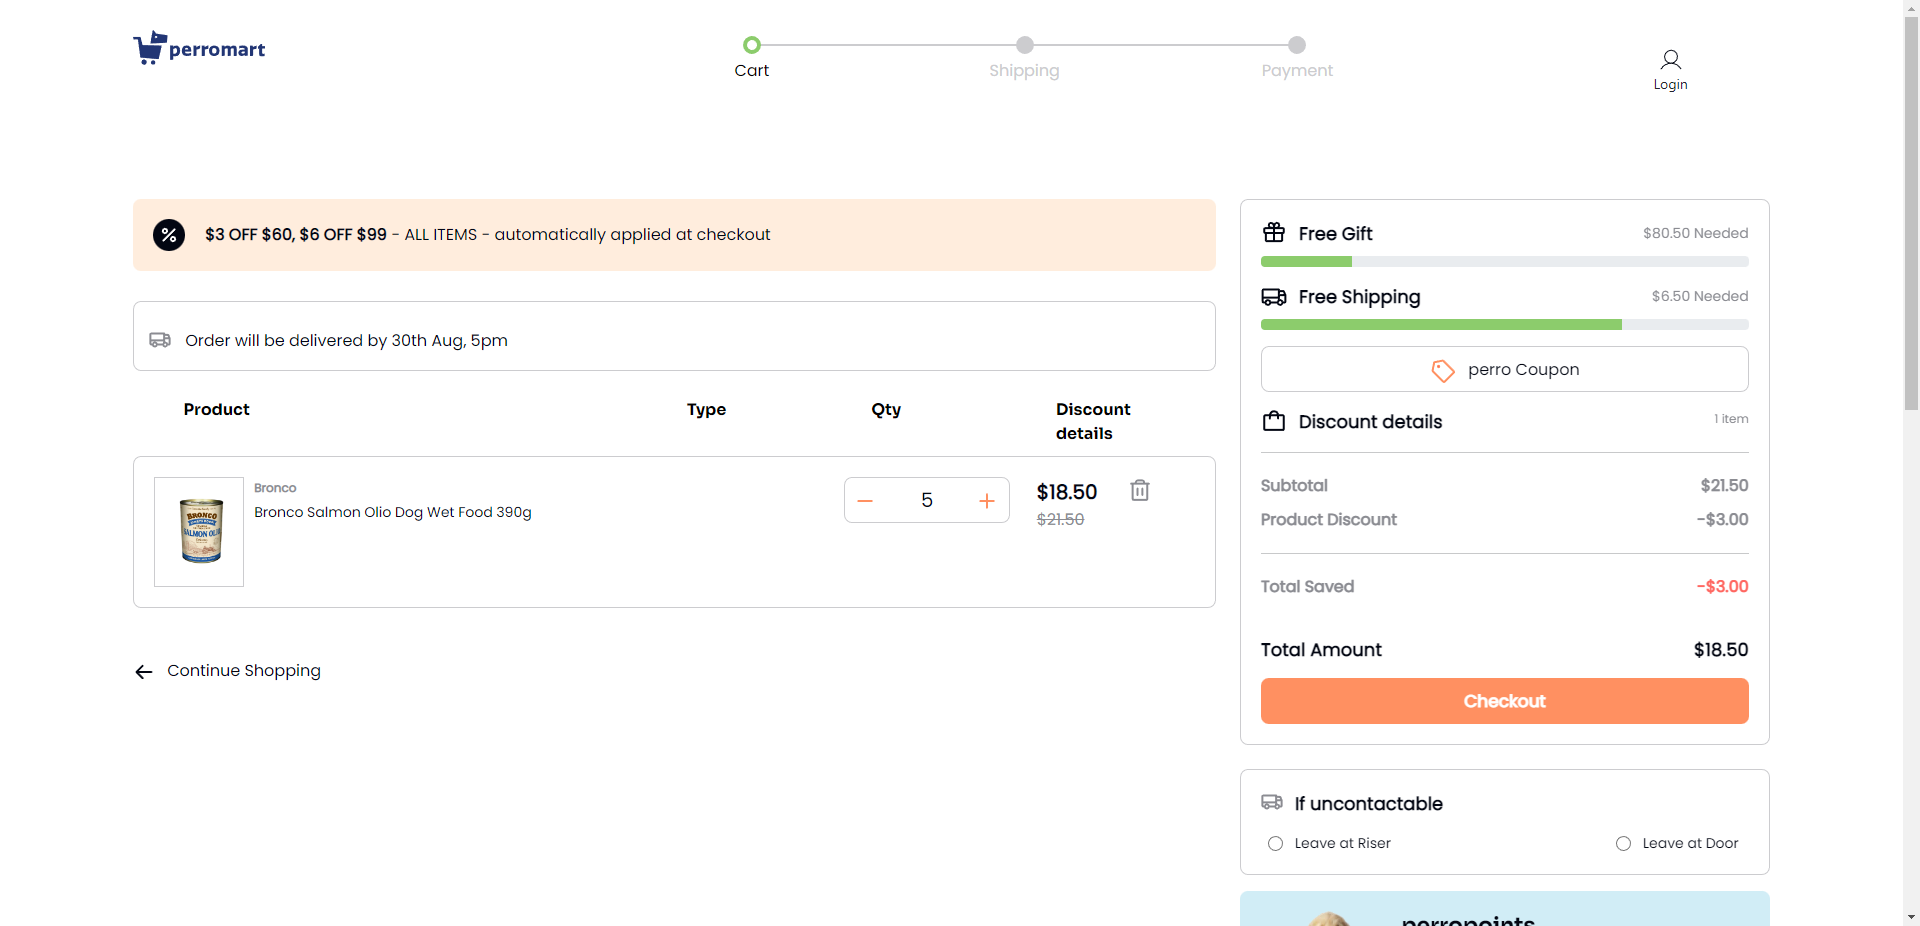 perromart
Cart
Shipping
Payment
Login
$3 OFF $60, $6 OFF $99 - ALL ITEMS - automatically applied at checkout
Order will be delivered by 30th Aug, 5pm
Product
Type
Qty
Discount
details
Bronco
Bronco Salmon Olio Dog Wet Food 390g
BRONCO
SALMON OLIO
5
$18.50
$21.50
Continue Shopping
Free Gift
$80.50 Needed
Free Shipping
$6.50 Needed
perro Coupon
Discount details
1 item
Subtotal
$21.50
Product Discount
-$3.00
Total Saved
-$3.00
Total Amount
$18.50
Checkout
If uncontactable
Leave at Riser
Leave at Door
perropoints